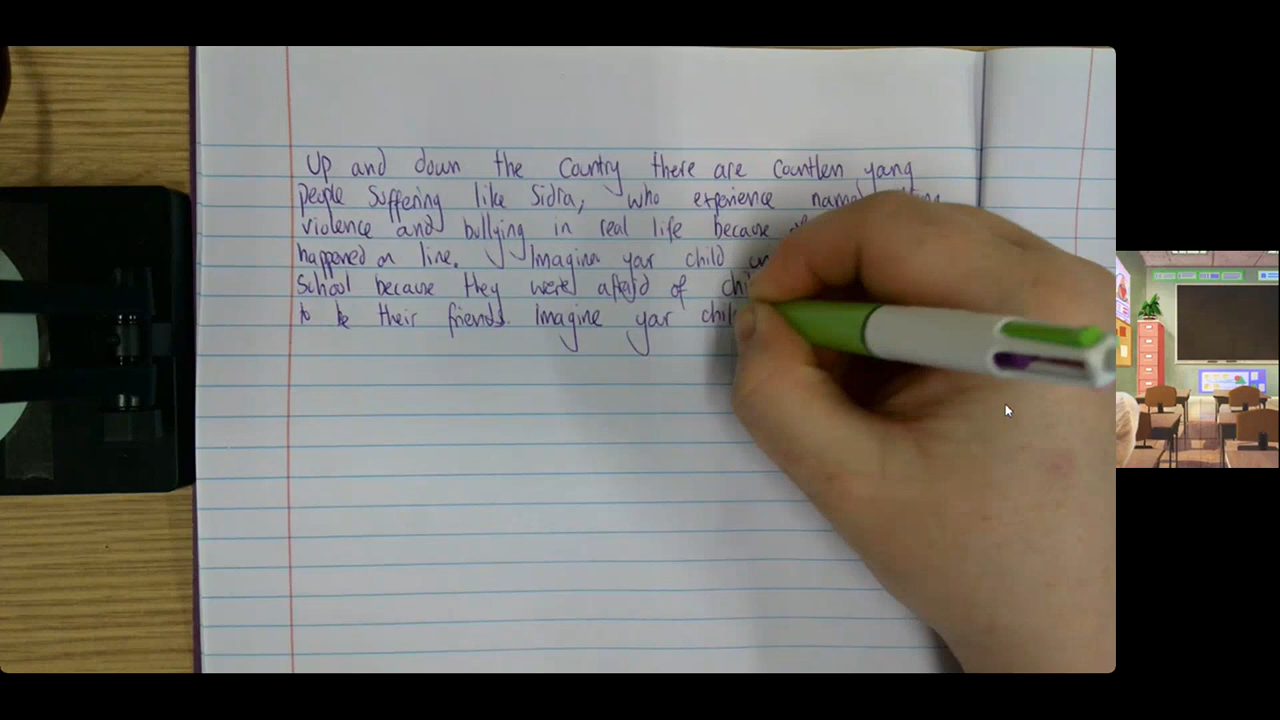 Up and down the Country there are Countless young
people Suffering like Sidra, who experience name
violence and bullying in real life because
happened on line. Imagine your child
School because they were afraid of
to be their friends. Imagine your child